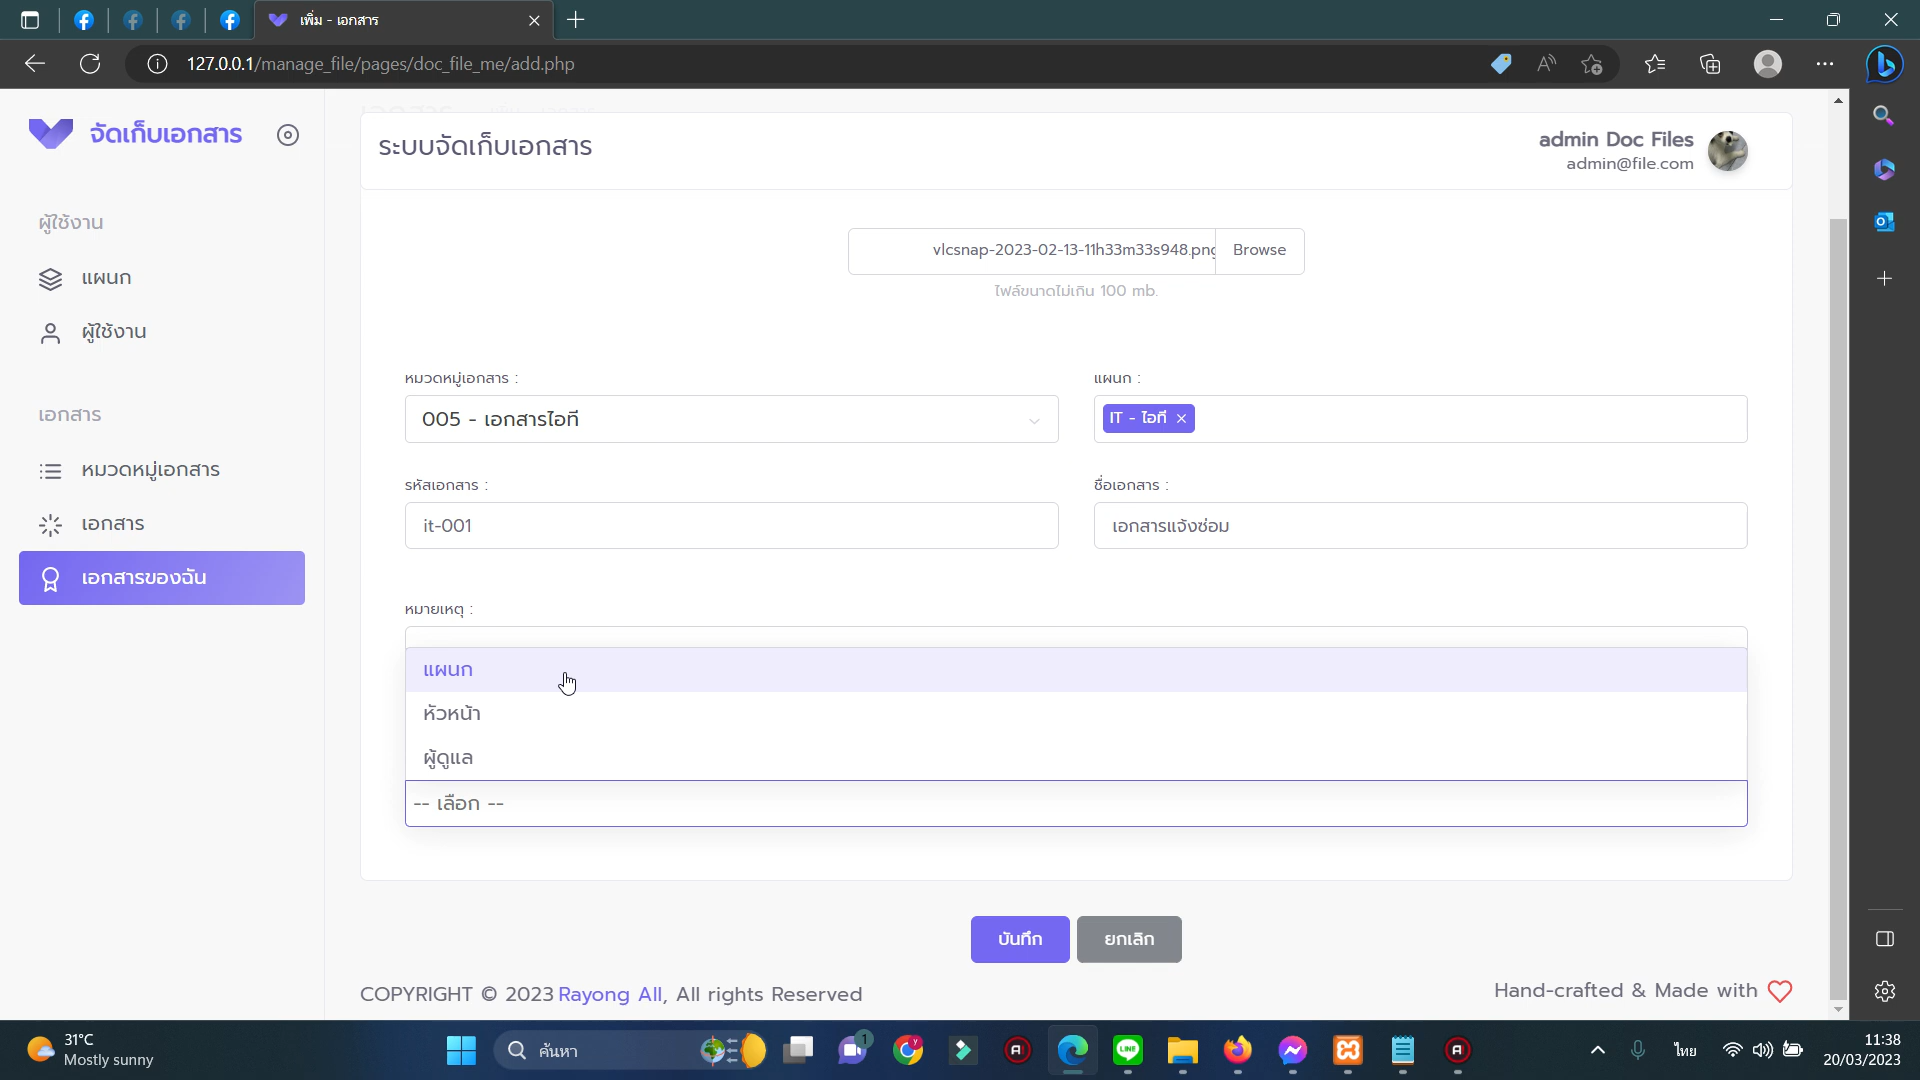 เพิ่ม - เอกสาร
127.0.0.1/manage_file/pages/doc_file_me/add.php
จัดเก็บเอกสาร
ระบบจัดเก็บเอกสาร
admin Doc Files
admin@file.com
ผู้ใช้งาน
แผนก
ผู้ใช้งาน
เอกสาร
หมวดหมู่เอกสาร
เอกสาร
เอกสารของฉัน
vlcsnap-2023-02-13-11h33m33s948.png
Browse
ไฟล์ขนาดไม่เกิน 100 mb.
หมวดหมู่เอกสาร :
แผนก :
005 - เอกสารไอที
IT - ไอที ×
รหัสเอกสาร :
ชื่อเอกสาร :
it-001
เอกสารแจ้งซ่อม
หมายเหตุ :
แผนก
หัวหน้า
ผู้ดูแล
-- เลือก --
บันทึก
ยกเลิก
COPYRIGHT © 2023 Rayong All, All rights Reserved
Hand-crafted & Made with
31°C
Mostly sunny
ค้นหา
1
ไทย
11:38
20/03/2023